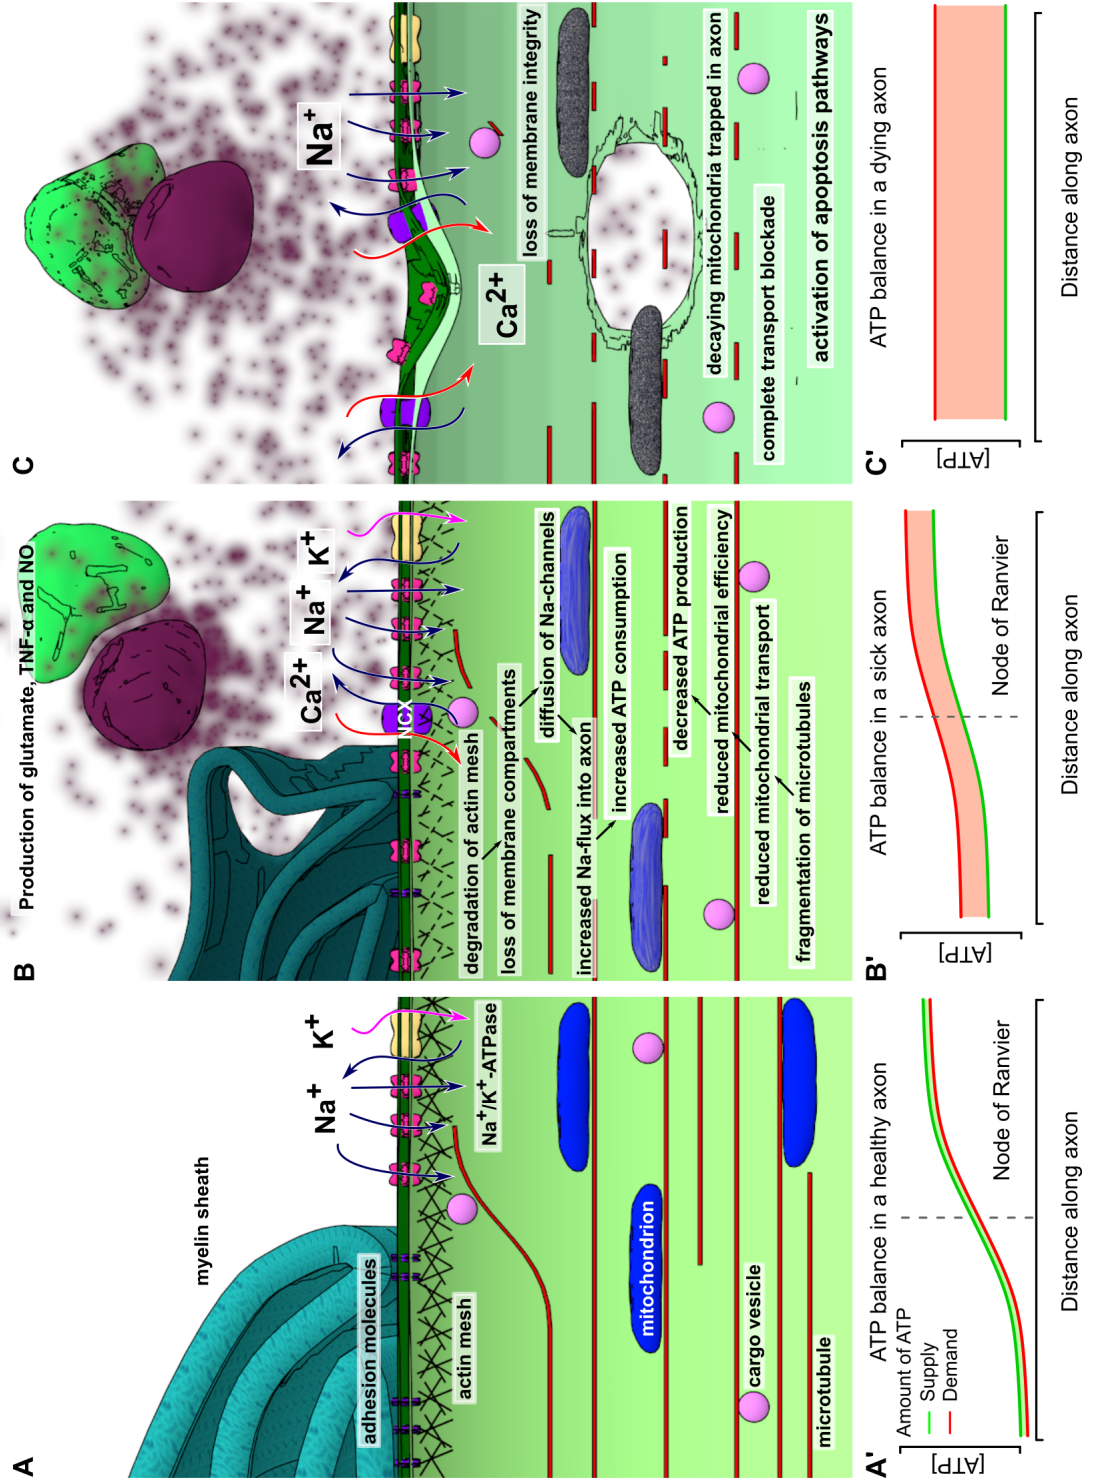 A
myelin sheath
Na+
K+
adhesion molecules
actin mesh
Na+/K+-ATPase
mitochondrion
cargo vesicle
microtubule
B
Production of glutamate, TNF-α and NO
Ca2+
Na+
K+
NCX
degradation of actin mesh
loss of membrane compartments
diffusion of Na-channels
increased Na-flux into axon
increased ATP consumption
decreased ATP production
reduced mitochondrial efficiency
reduced mitochondrial transport
fragmentation of microtubules
C
Na+
Ca2+
loss of membrane integrity
decaying mitochondria trapped in axon
complete transport blockade
activation of apoptosis pathways
A'
ATP balance in a healthy axon
Amount of ATP
Supply
Demand
[ATP]
Node of Ranvier
Distance along axon
B'
ATP balance in a sick axon
[ATP]
Node of Ranvier
Distance along axon
C'
ATP balance in a dying axon
[ATP]
Distance along axon